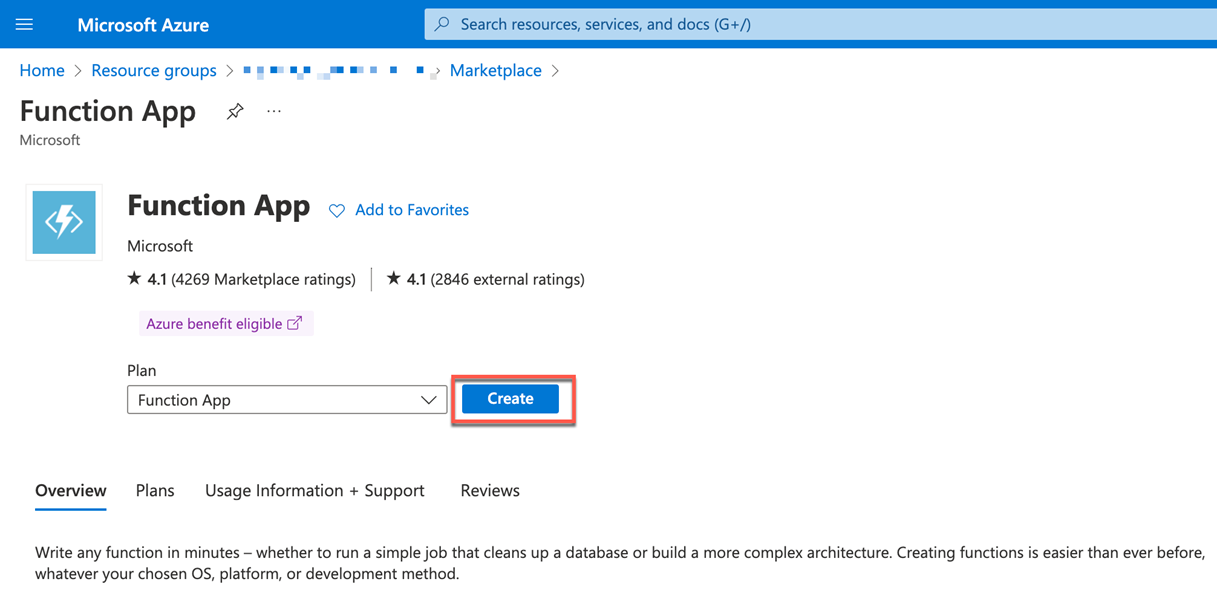 Microsoft Azure
Search resources, services, and docs (G+/)
Home > Resource groups > > Marketplace >
Function App ...
Microsoft
Function App Add to Favorites
Microsoft
★ 4.1 (4269 Marketplace ratings) | ★ 4.1 (2846 external ratings)
Azure benefit eligible
Plan
Function App
Create
Overview Plans Usage Information + Support Reviews
Write any function in minutes – whether to run a simple job that cleans up a database or build a more complex architecture. Creating functions is easier than ever before,
whatever your chosen OS, platform, or development method.